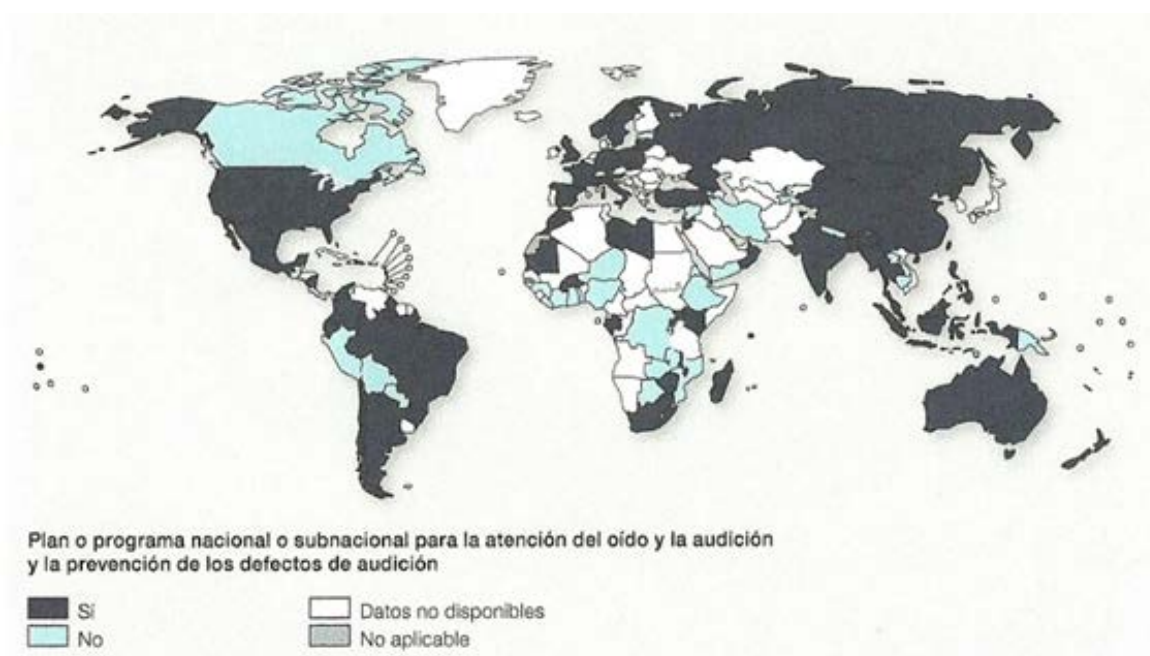 Plan o programa nacional o subnacional para la atención del oído y la audición
y la prevención de los defectos de audición
Sí
No
Datos no disponibles
No aplicable